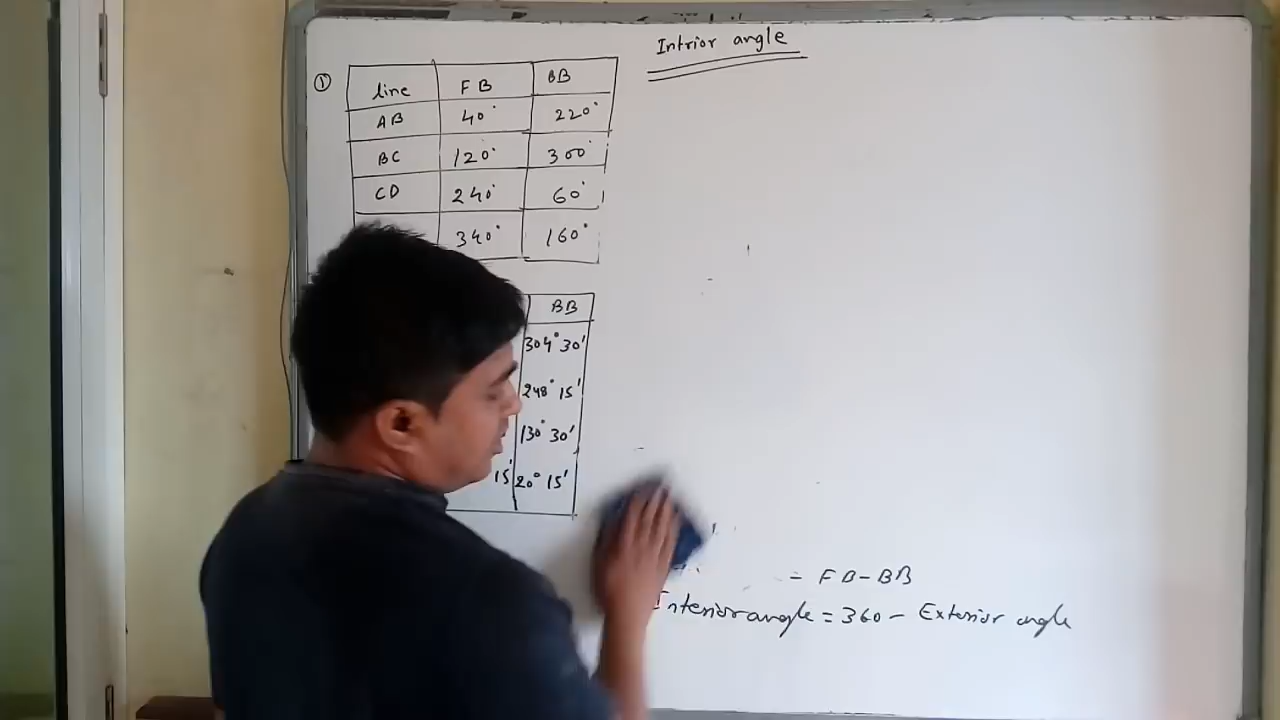 Intrior angle
①
line FB BB
AB 40° 220°
BC 120° 300°
CD 240° 60°
340° 160°
BB
304° 30'
248° 15'
130° 30'
15' 20° 15'
= FB-BB
Interior angle = 360 - Exterior angle